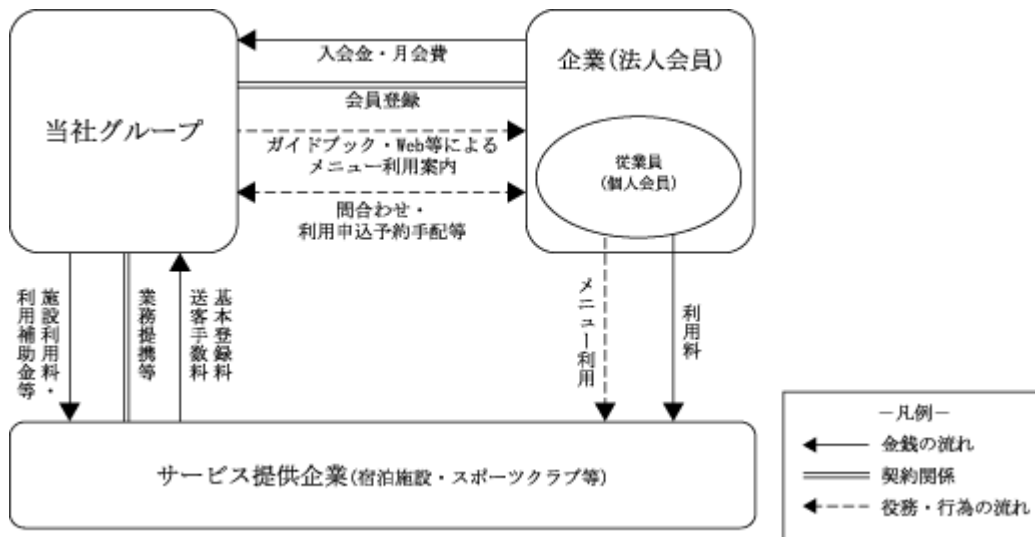 当社グループ
入会金・月会費
会員登録
ガイドブック・Web等による
メニュー利用案内
問合わせ・
利用申込予約手配等
企業(法人会員)
従業員
(個人会員)
施設利用料・
利用補助金等
業務提携等
基本登録料
送客手数料
メニュー利用
利用料
サービス提供企業(宿泊施設・スポーツクラブ等)
－凡例－
金銭の流れ
契約関係
役務・行為の流れ